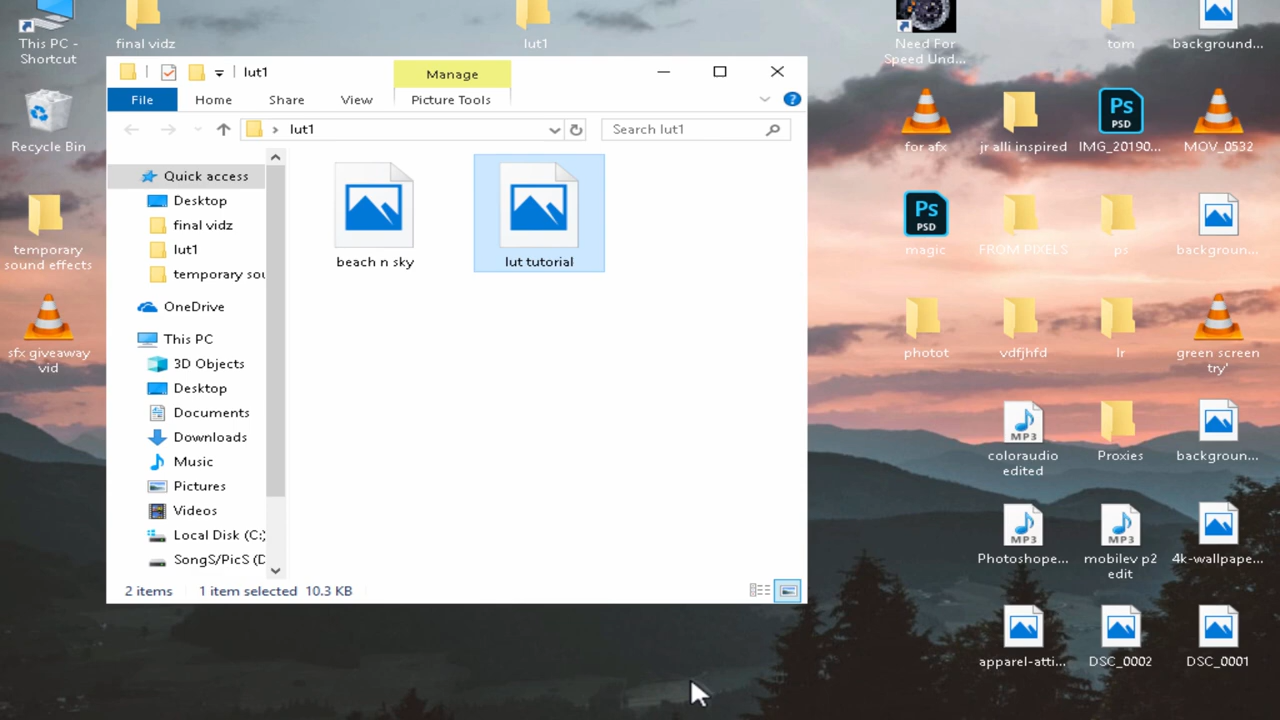 This PC -
Shortcut
final vidz
lut1
Need For
Speed Und...
tom
background...
lut1
Manage
File
Home
Share
View
Picture Tools
lut1
Search lut1
Recycle Bin
for afx
jr alli inspired
Ps
PSD
IMG_20190...
MOV_0532
Quick access
Desktop
final vidz
lut1
temporary sou
OneDrive
This PC
3D Objects
Desktop
Documents
Downloads
Music
Pictures
Videos
Local Disk (C:)
SongS/PicS (D
beach n sky
lut tutorial
2 items
1 item selected 10.3 KB
temporary
sound effects
sfx giveaway
vid
Ps
PSD
magic
FROM PIXELS
ps
backgroun...
photot
vdfjhfd
lr
green screen
try'
MP3
coloraudio
edited
Proxies
backgroun...
MP3
Photoshope...
MP3
mobilev p2
edit
4k-wallpape...
apparel-atti...
DSC_0002
DSC_0001